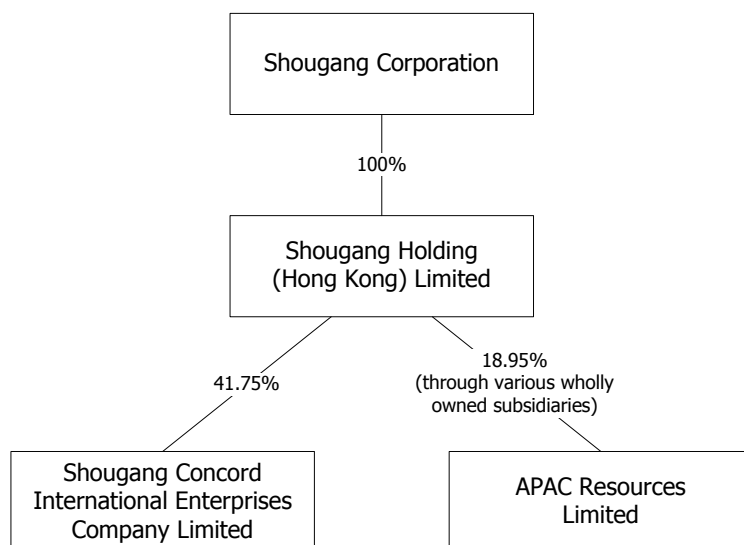 Shougang Corporation
100%
Shougang Holding
(Hong Kong) Limited
41.75%
18.95%
(through various wholly
owned subsidiaries)
Shougang Concord
International Enterprises
Company Limited
APAC Resources
Limited